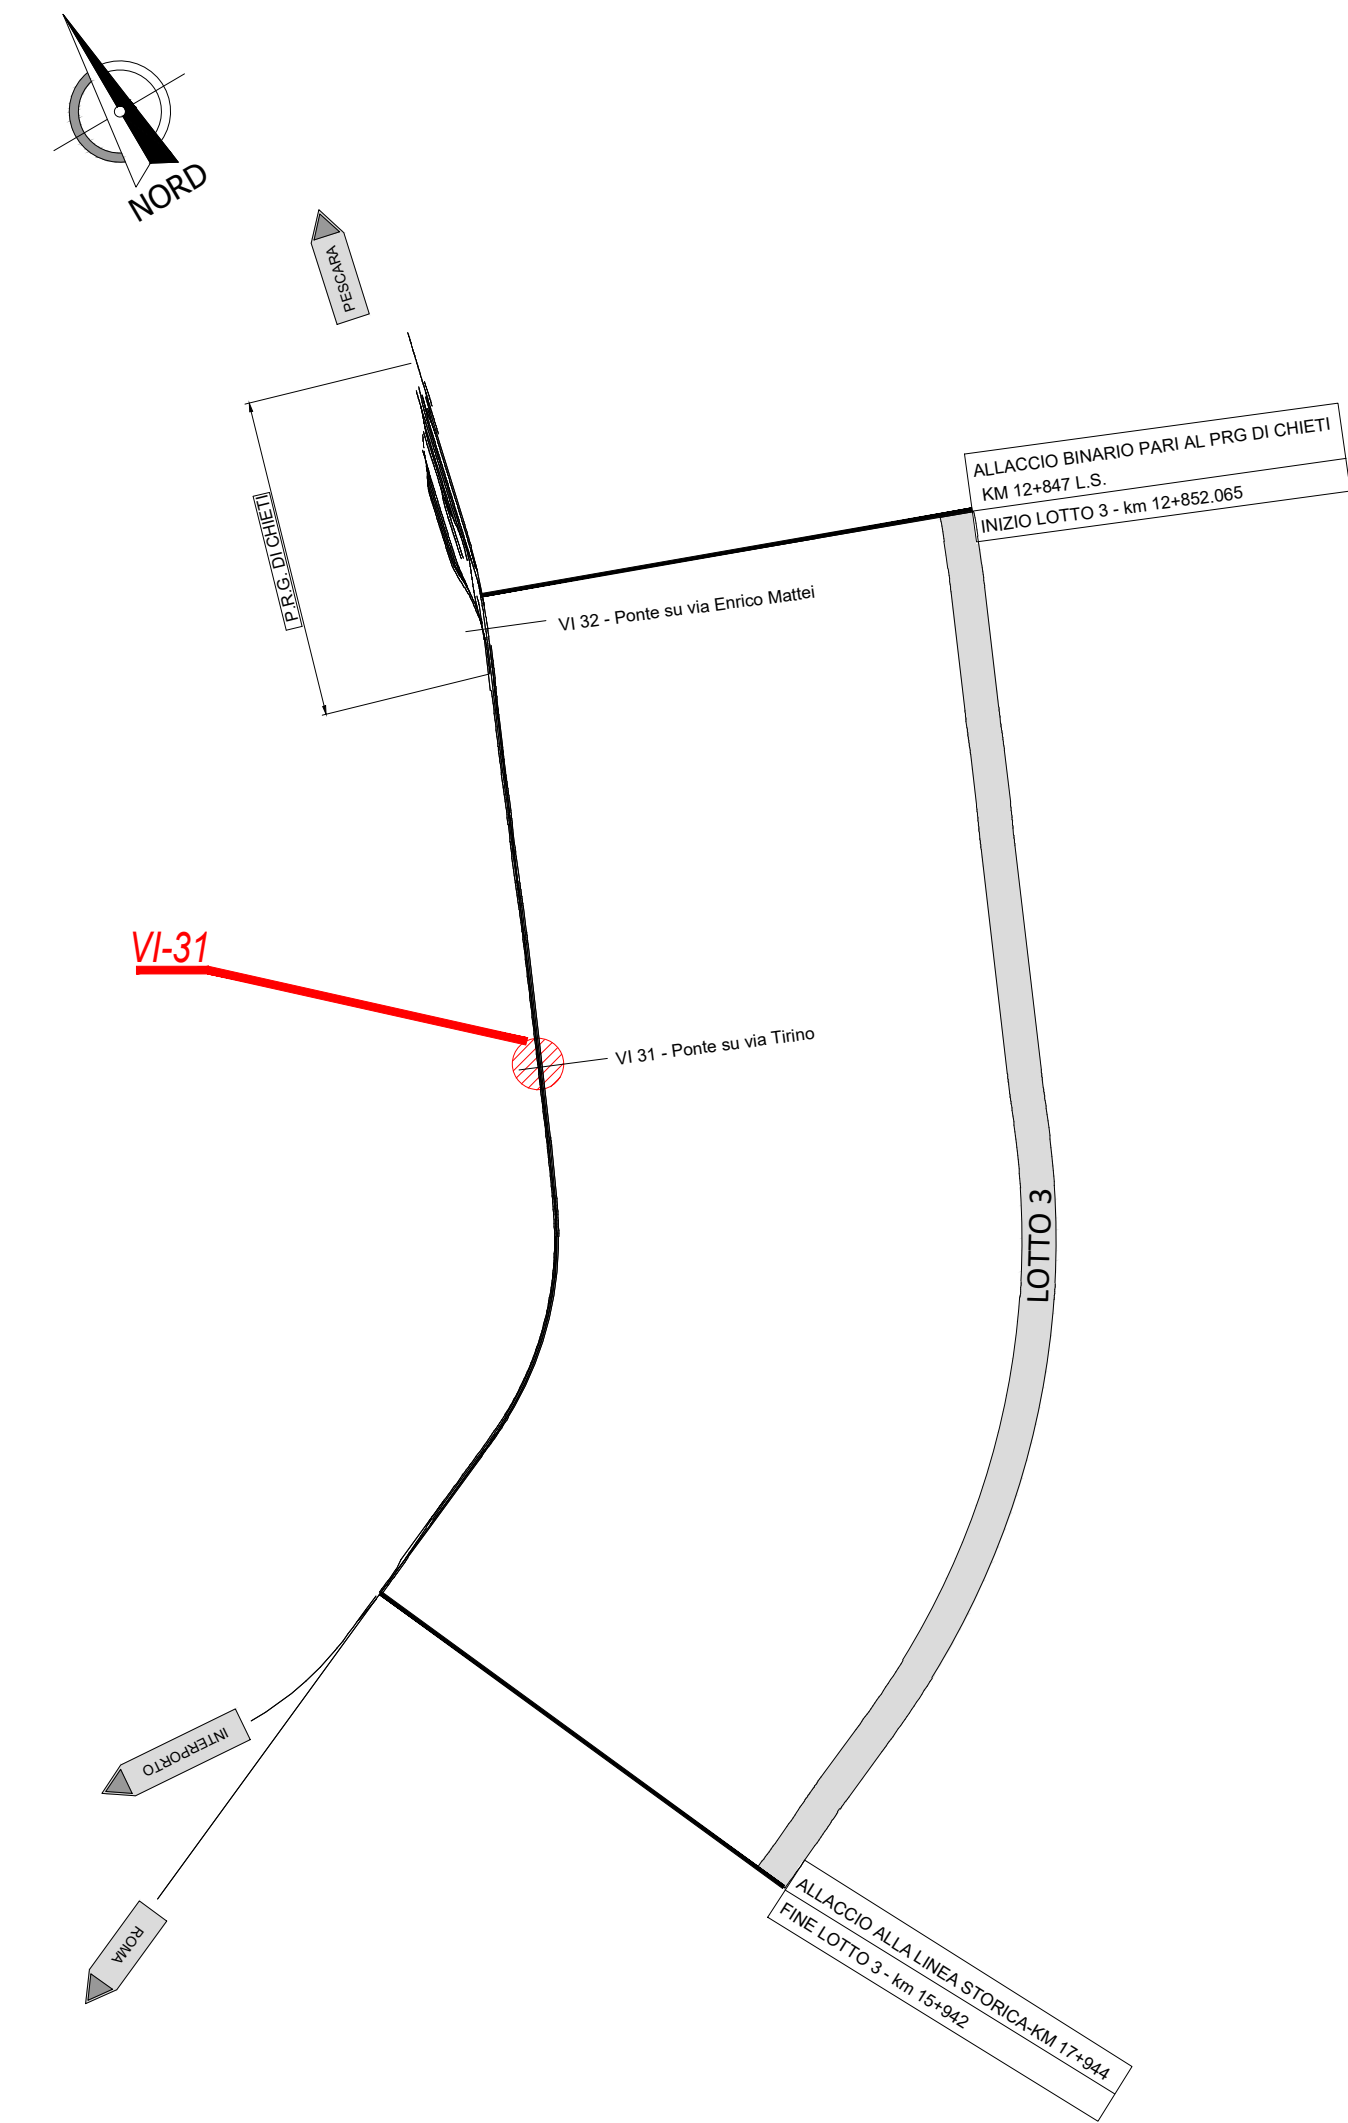 NORD
PESCARA
P.R.G. DI CHIETI
ALLACCIO BINARIO PARI AL PRG DI CHIETI
KM 12+847 L.S.
INIZIO LOTTO 3 - km 12+852.065
VI 32 - Ponte su via Enrico Mattei
VI-31
VI 31 - Ponte su via Tirino
LOTTO 3
INTERPORTO
ROMA
ALLACCIO ALLA LINEA STORICA-KM 17+944
FINE LOTTO 3 - km 15+942